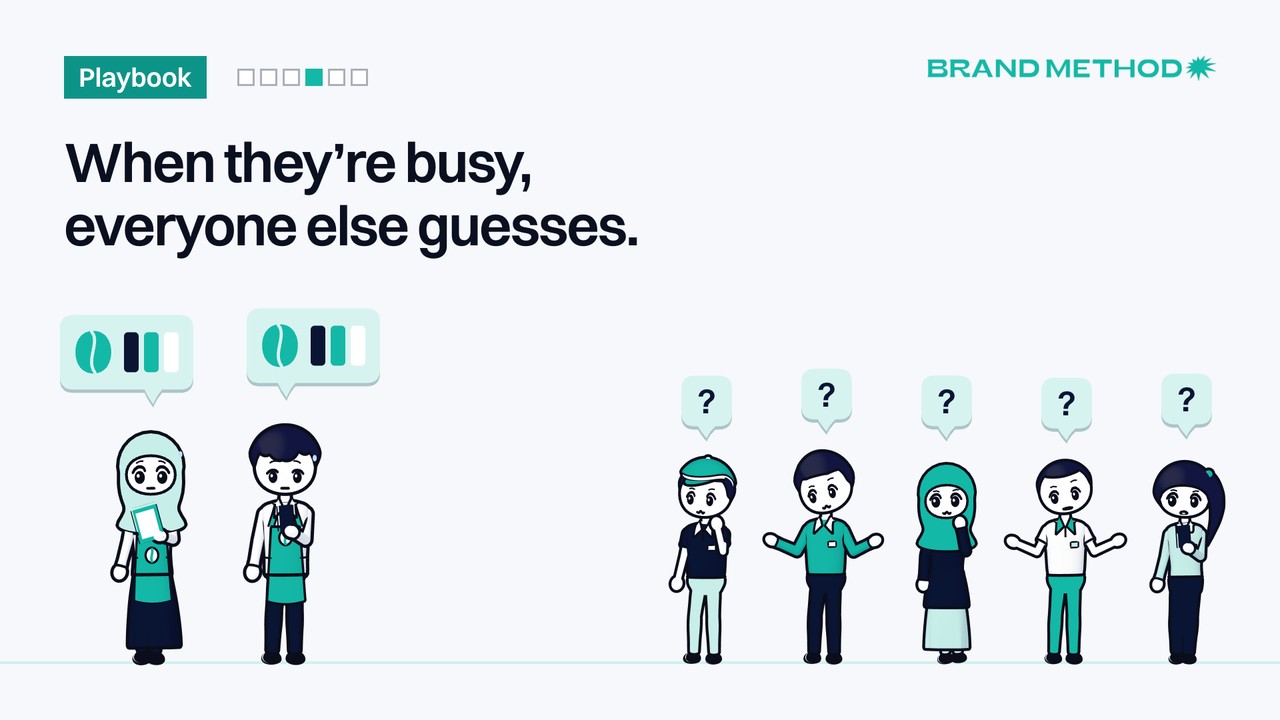 Playbook
BRAND METHOD
When they’re busy,
everyone else guesses.
?
?
?
?
?